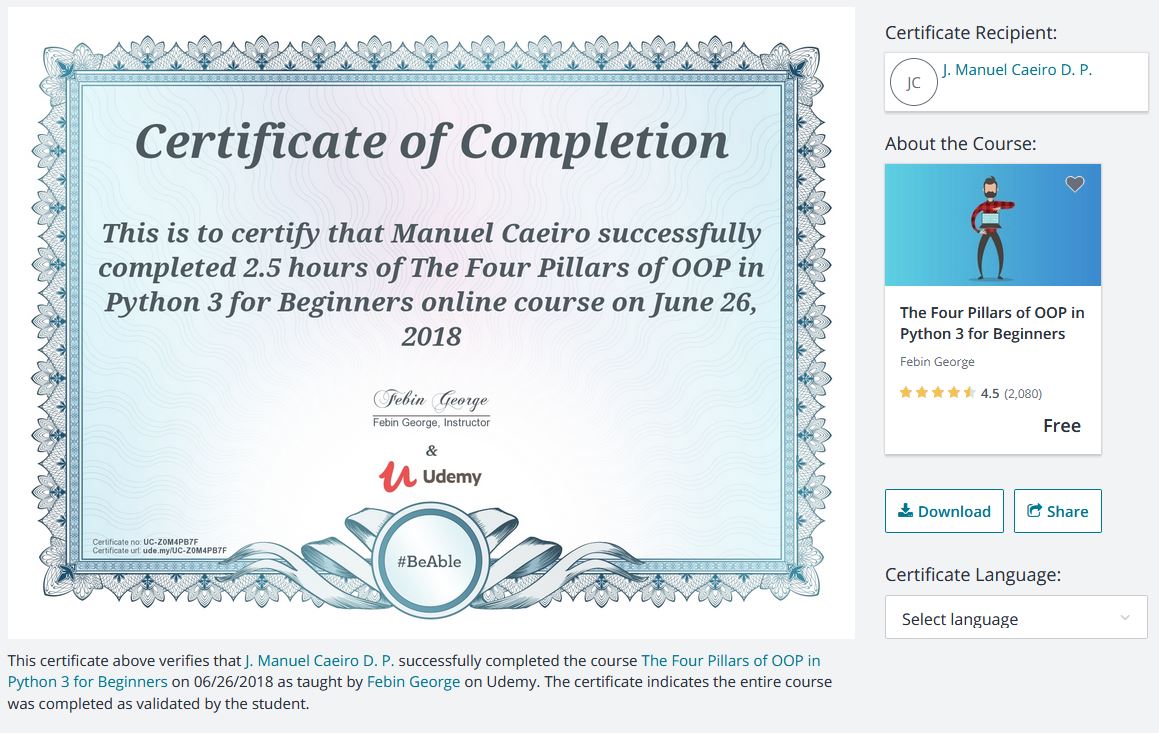 Certificate of Completion
This is to certify that Manuel Caeiro successfully
completed 2.5 hours of The Four Pillars of OOP in
Python 3 for Beginners online course on June 26,
2018
Febin George
Febin George, Instructor
&
Udemy
#BeAble
Certificate no: UC-Z0M4PB7F
Certificate url: ude.my/UC-Z0M4PB7F
This certificate above verifies that J. Manuel Caeiro D. P. successfully completed the course The Four Pillars of OOP in
Python 3 for Beginners on 06/26/2018 as taught by Febin George on Udemy. The certificate indicates the entire course
was completed as validated by the student.
Certificate Recipient:
JC
J. Manuel Caeiro D. P.
About the Course:
The Four Pillars of OOP in
Python 3 for Beginners
Febin George
4.5 (2,080)
Free
Download
Share
Certificate Language:
Select language